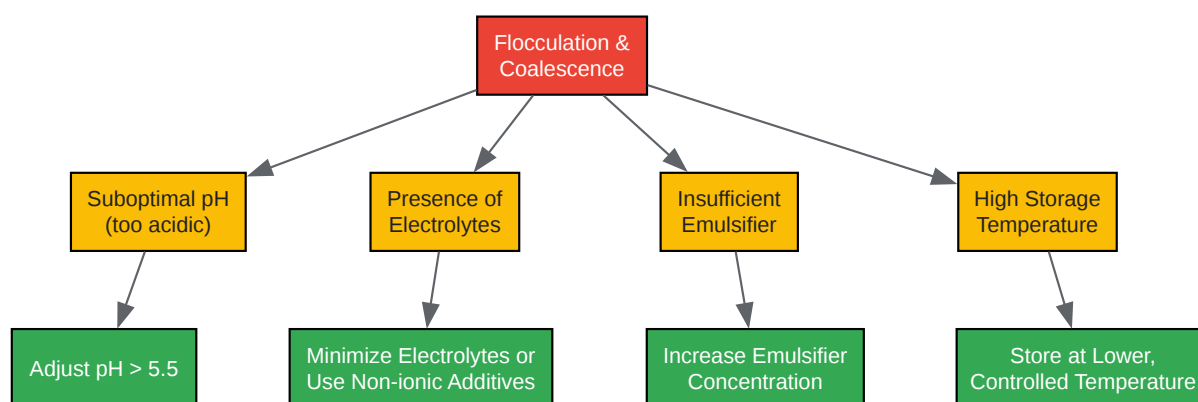 Flocculation &
Coalescence
Suboptimal pH
(too acidic)
Presence of
Electrolytes
Insufficient
Emulsifier
High Storage
Temperature
Adjust pH > 5.5
Minimize Electrolytes or
Use Non-ionic Additives
Increase Emulsifier
Concentration
Store at Lower,
Controlled Temperature